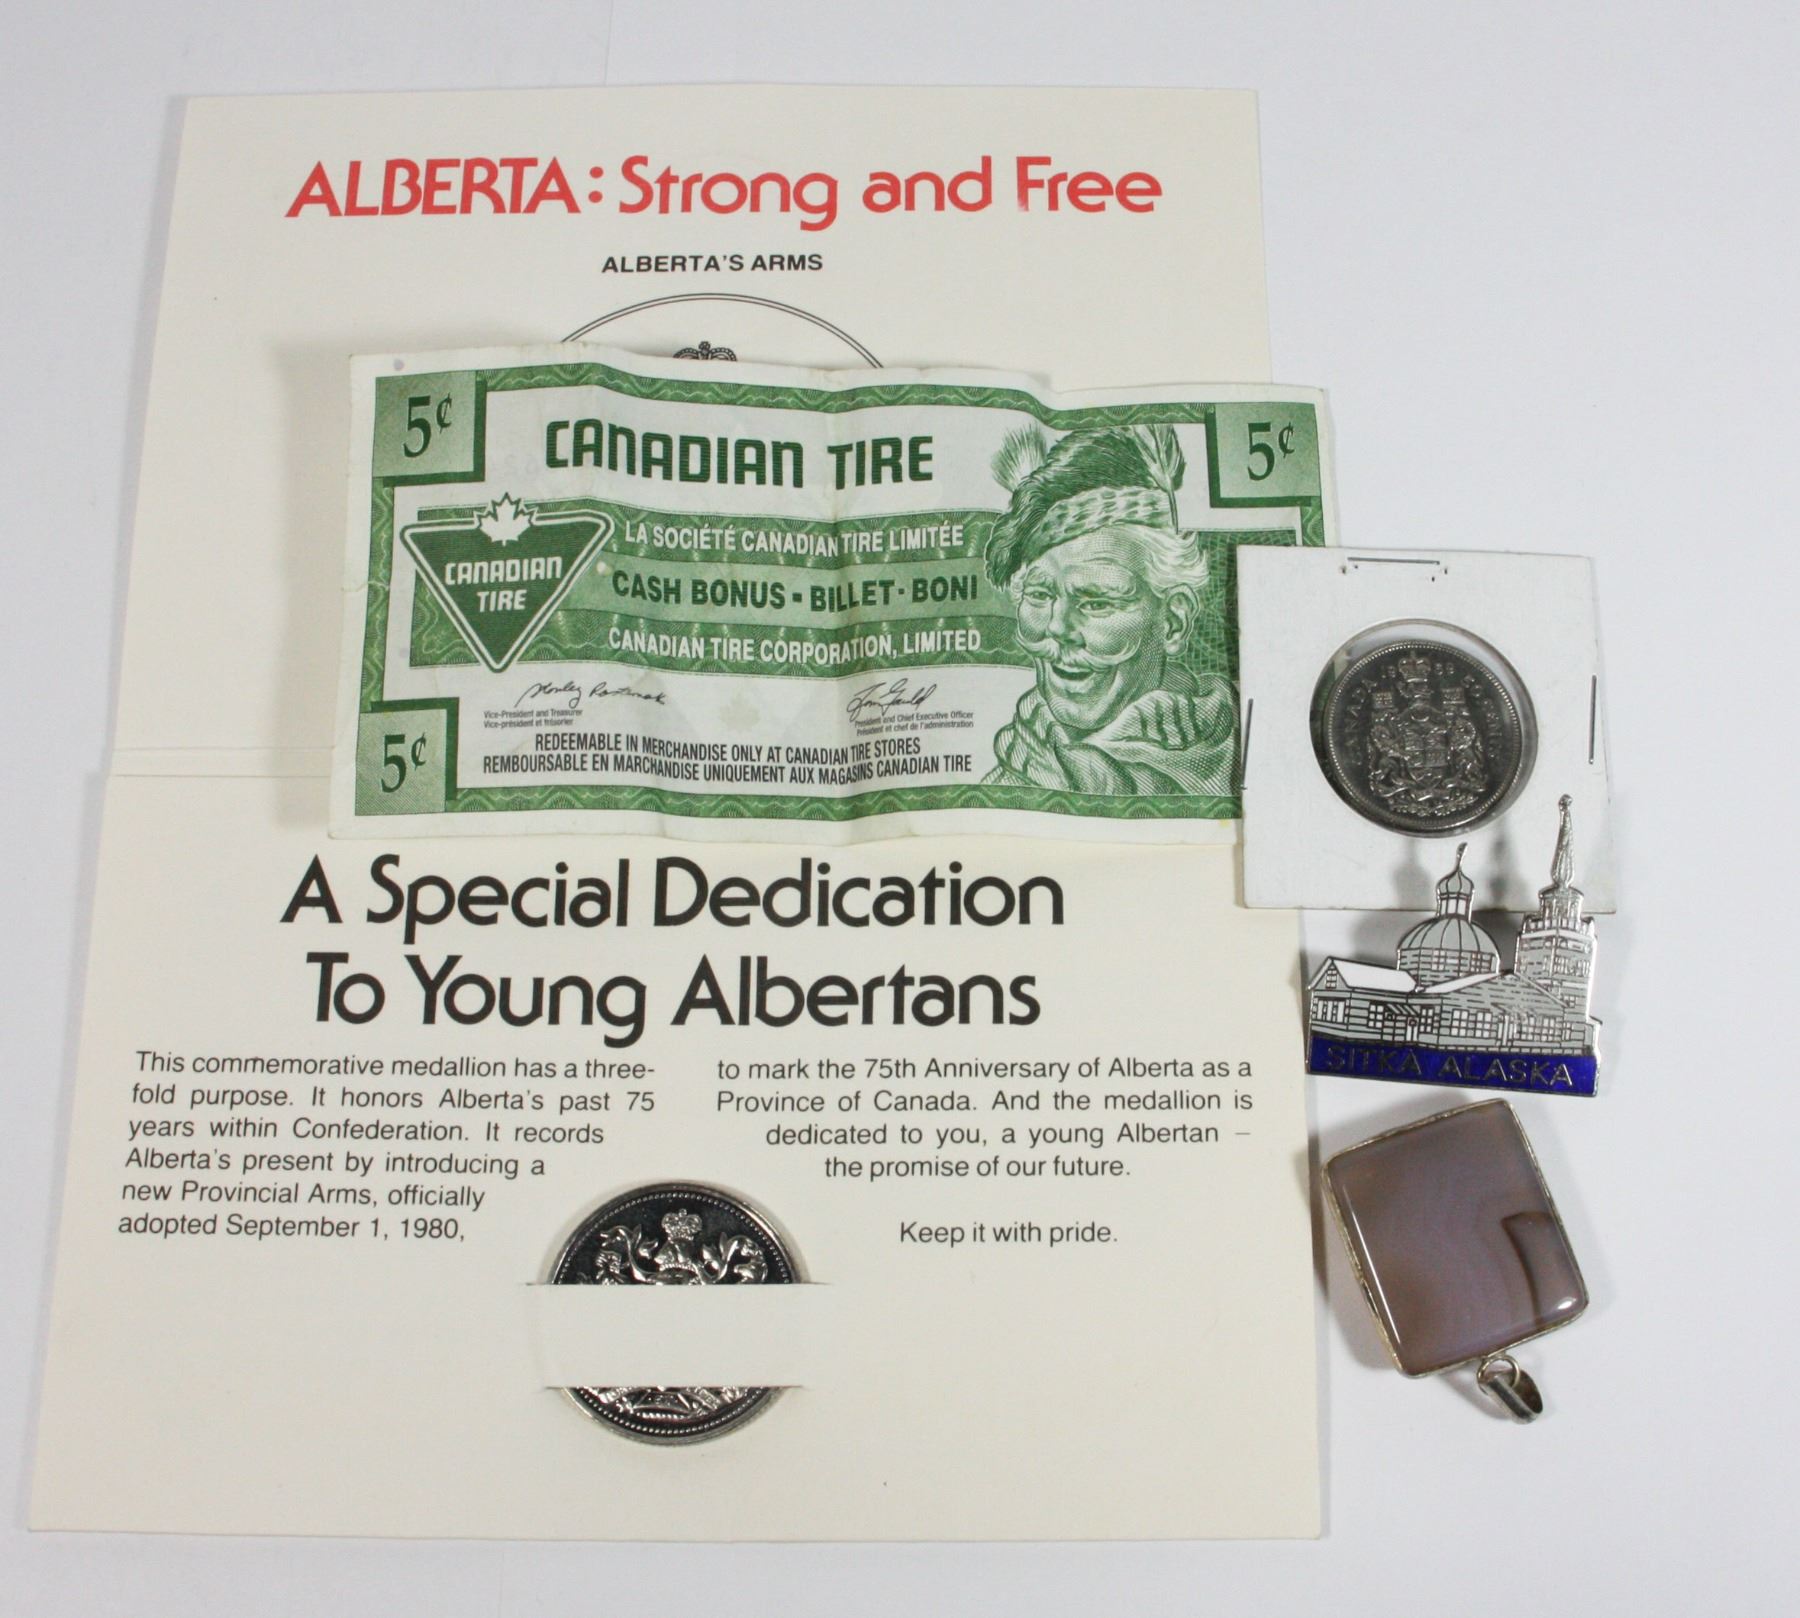 ALBERTA: Strong and Free
ALBERTA'S ARMS
5¢
5¢
CANADIAN TIRE
LA SOCIÉTÉ CANADIAN TIRE LIMITÉE
CANADIAN
TIRE
CASH BONUS - BILLET - BONI
CANADIAN TIRE CORPORATION, LIMITED
Vice-President and Treasurer
Vice-président et trésorier
President and Chief Executive Officer
Président et chef de l'administration
5¢
REDEEMABLE IN MERCHANDISE ONLY AT CANADIAN TIRE STORES
REMBOURSABLE EN MARCHANDISE UNIQUEMENT AUX MAGASINS CANADIAN TIRE
CANADA 50 CENTS
A Special Dedication
To Young Albertans
This commemorative medallion has a three-
fold purpose. It honors Alberta's past 75
years within Confederation. It records
Alberta's present by introducing a
new Provincial Arms, officially
adopted September 1, 1980,
to mark the 75th Anniversary of Alberta as a
Province of Canada. And the medallion is
dedicated to you, a young Albertan –
the promise of our future.
Keep it with pride.
SITKA ALASKA